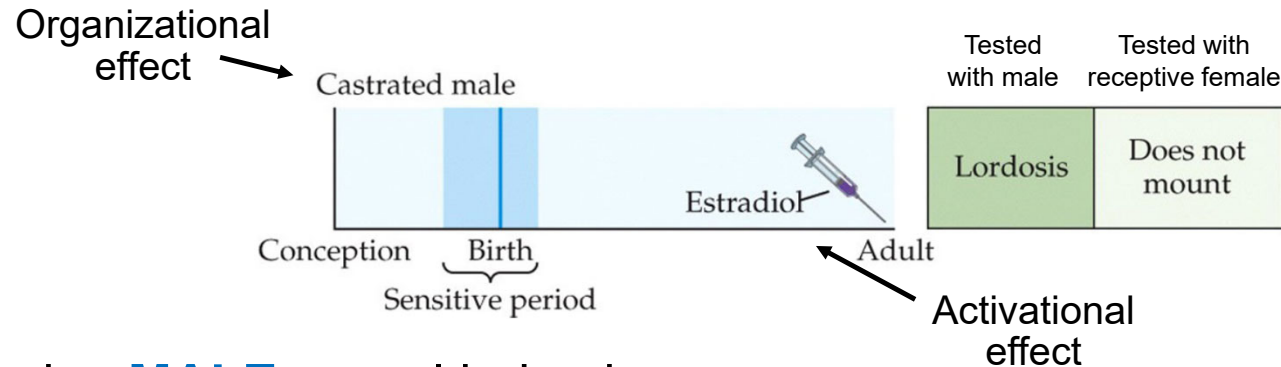 Organizational
effect
Castrated male
Tested
with male
Tested with
receptive female
Lordosis
Does not
mount
Estradiol
Conception
Birth
Adult
Sensitive period
Activational
effect
MALE